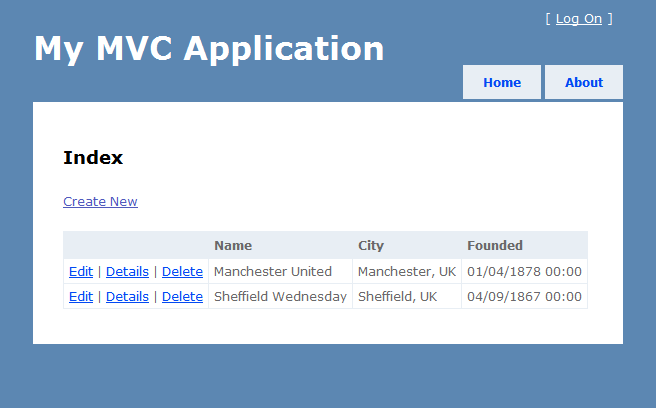 [ Log On ]
My MVC Application
Home About
Index
Create New
Name City Founded
Edit | Details | Delete Manchester United Manchester, UK 01/04/1878 00:00
Edit | Details | Delete Sheffield Wednesday Sheffield, UK 04/09/1867 00:00